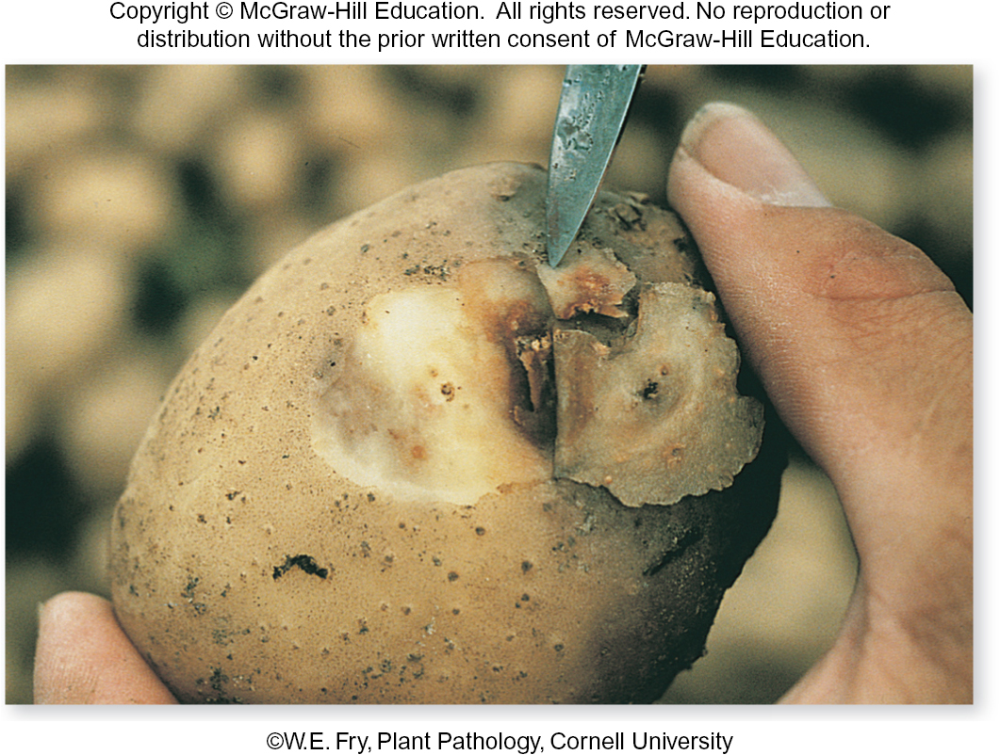 Copyright © McGraw-Hill Education. All rights reserved. No reproduction or
distribution without the prior written consent of McGraw-Hill Education.
©W.E. Fry, Plant Pathology, Cornell University